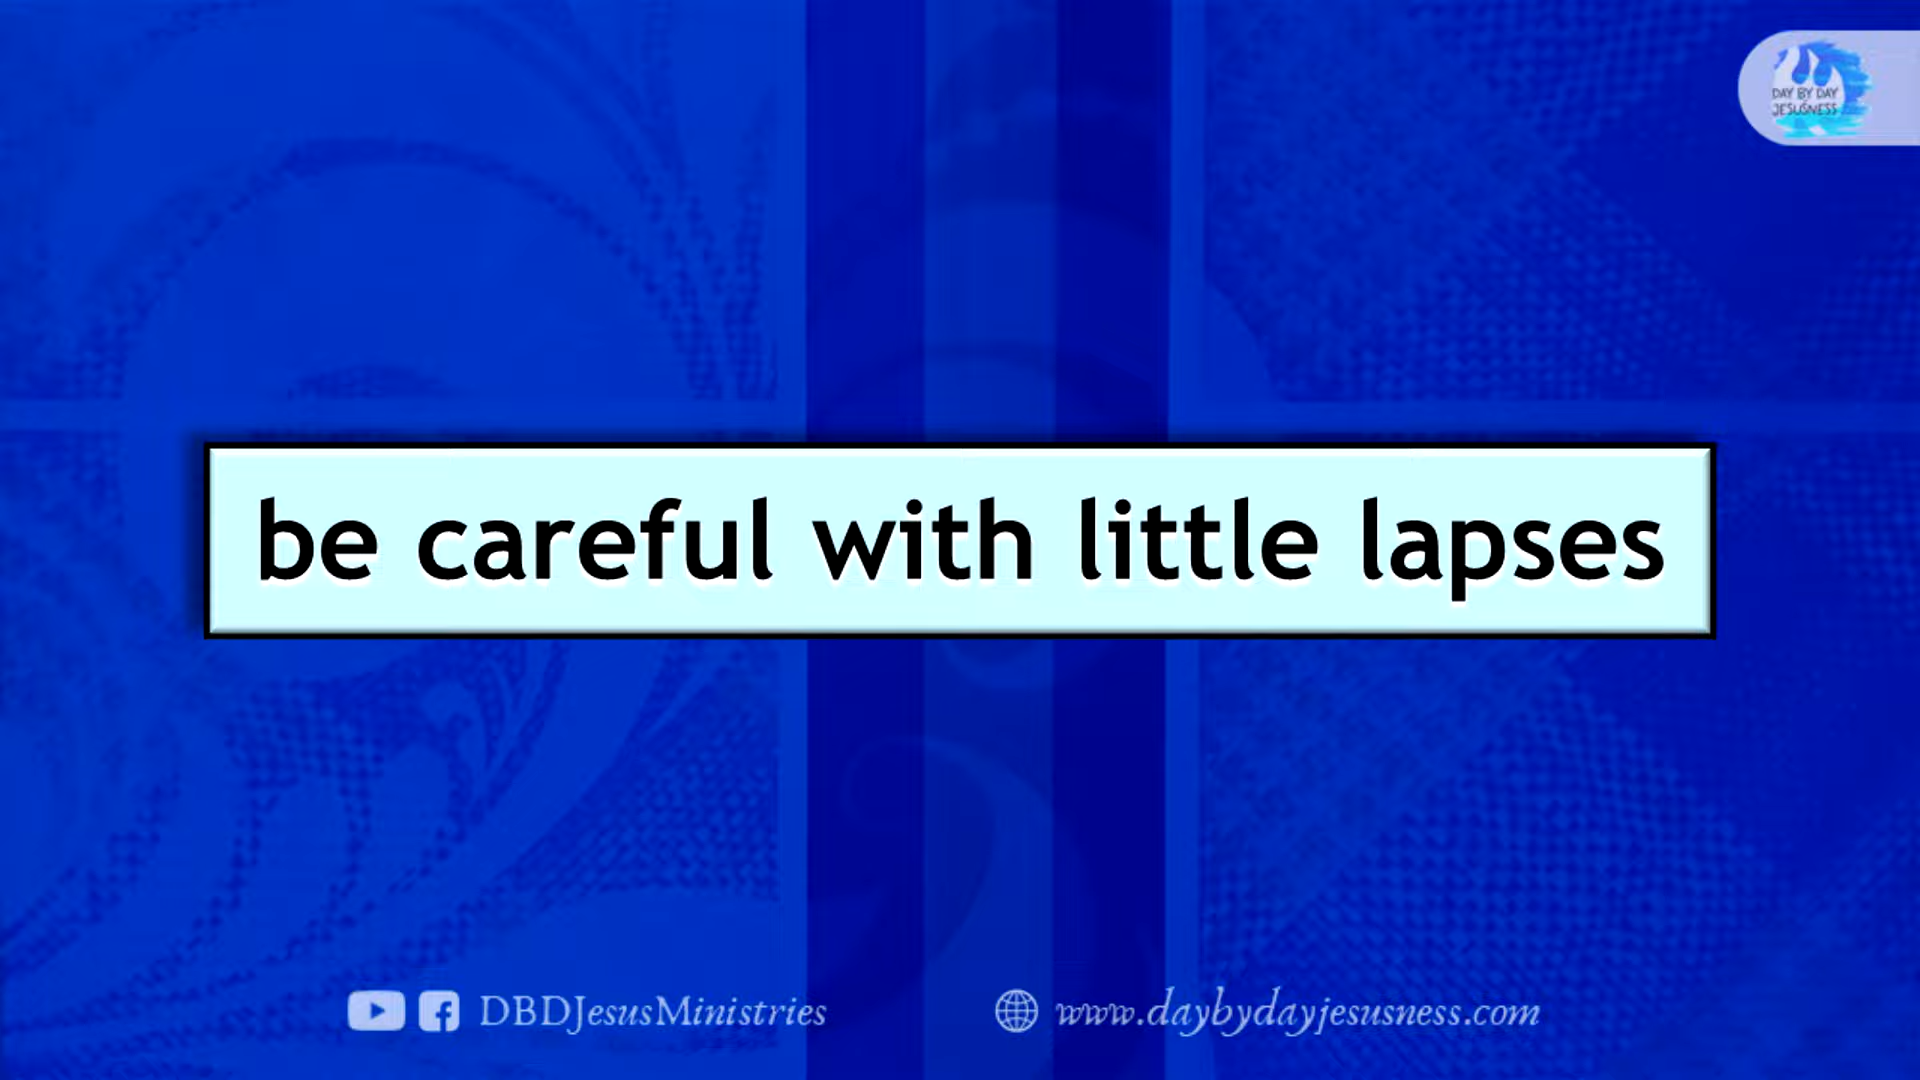 DAY BY DAY
JESUSNESS
be careful with little lapses
DBDJesusMinistries
www.daybydayjesusness.com